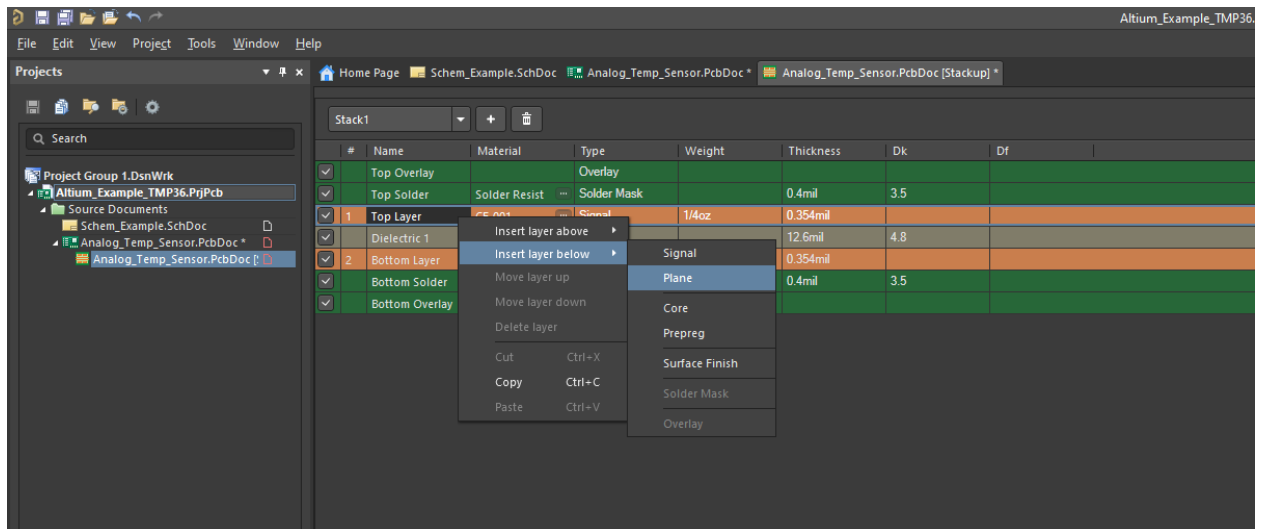 Altium_Example_TMP36.
File Edit View Project Tools Window Help
Projects
Home Page Schem_Example.SchDoc Analog_Temp_Sensor.PcbDoc * Analog_Temp_Sensor.PcbDoc [Stackup] *
Search
Project Group 1.DsnWrk
Altium_Example_TMP36.PrjPcb
Source Documents
Schem_Example.SchDoc
Analog_Temp_Sensor.PcbDoc *
Analog_Temp_Sensor.PcbDoc [
Stack1 +
# Name Material Type Weight Thickness Dk Df
Top Overlay Overlay
Top Solder Solder Resist Solder Mask 0.4mil 3.5
1 Top Layer CF-001 Signal 1/4oz 0.354mil
Dielectric 1 12.6mil 4.8
2 Bottom Layer 0.354mil
Bottom Solder 0.4mil 3.5
Bottom Overlay
Insert layer above
Insert layer below
Move layer up
Move layer down
Delete layer
Cut Ctrl+X
Copy Ctrl+C
Paste Ctrl+V
Signal
Plane
Core
Prepreg
Surface Finish
Solder Mask
Overlay